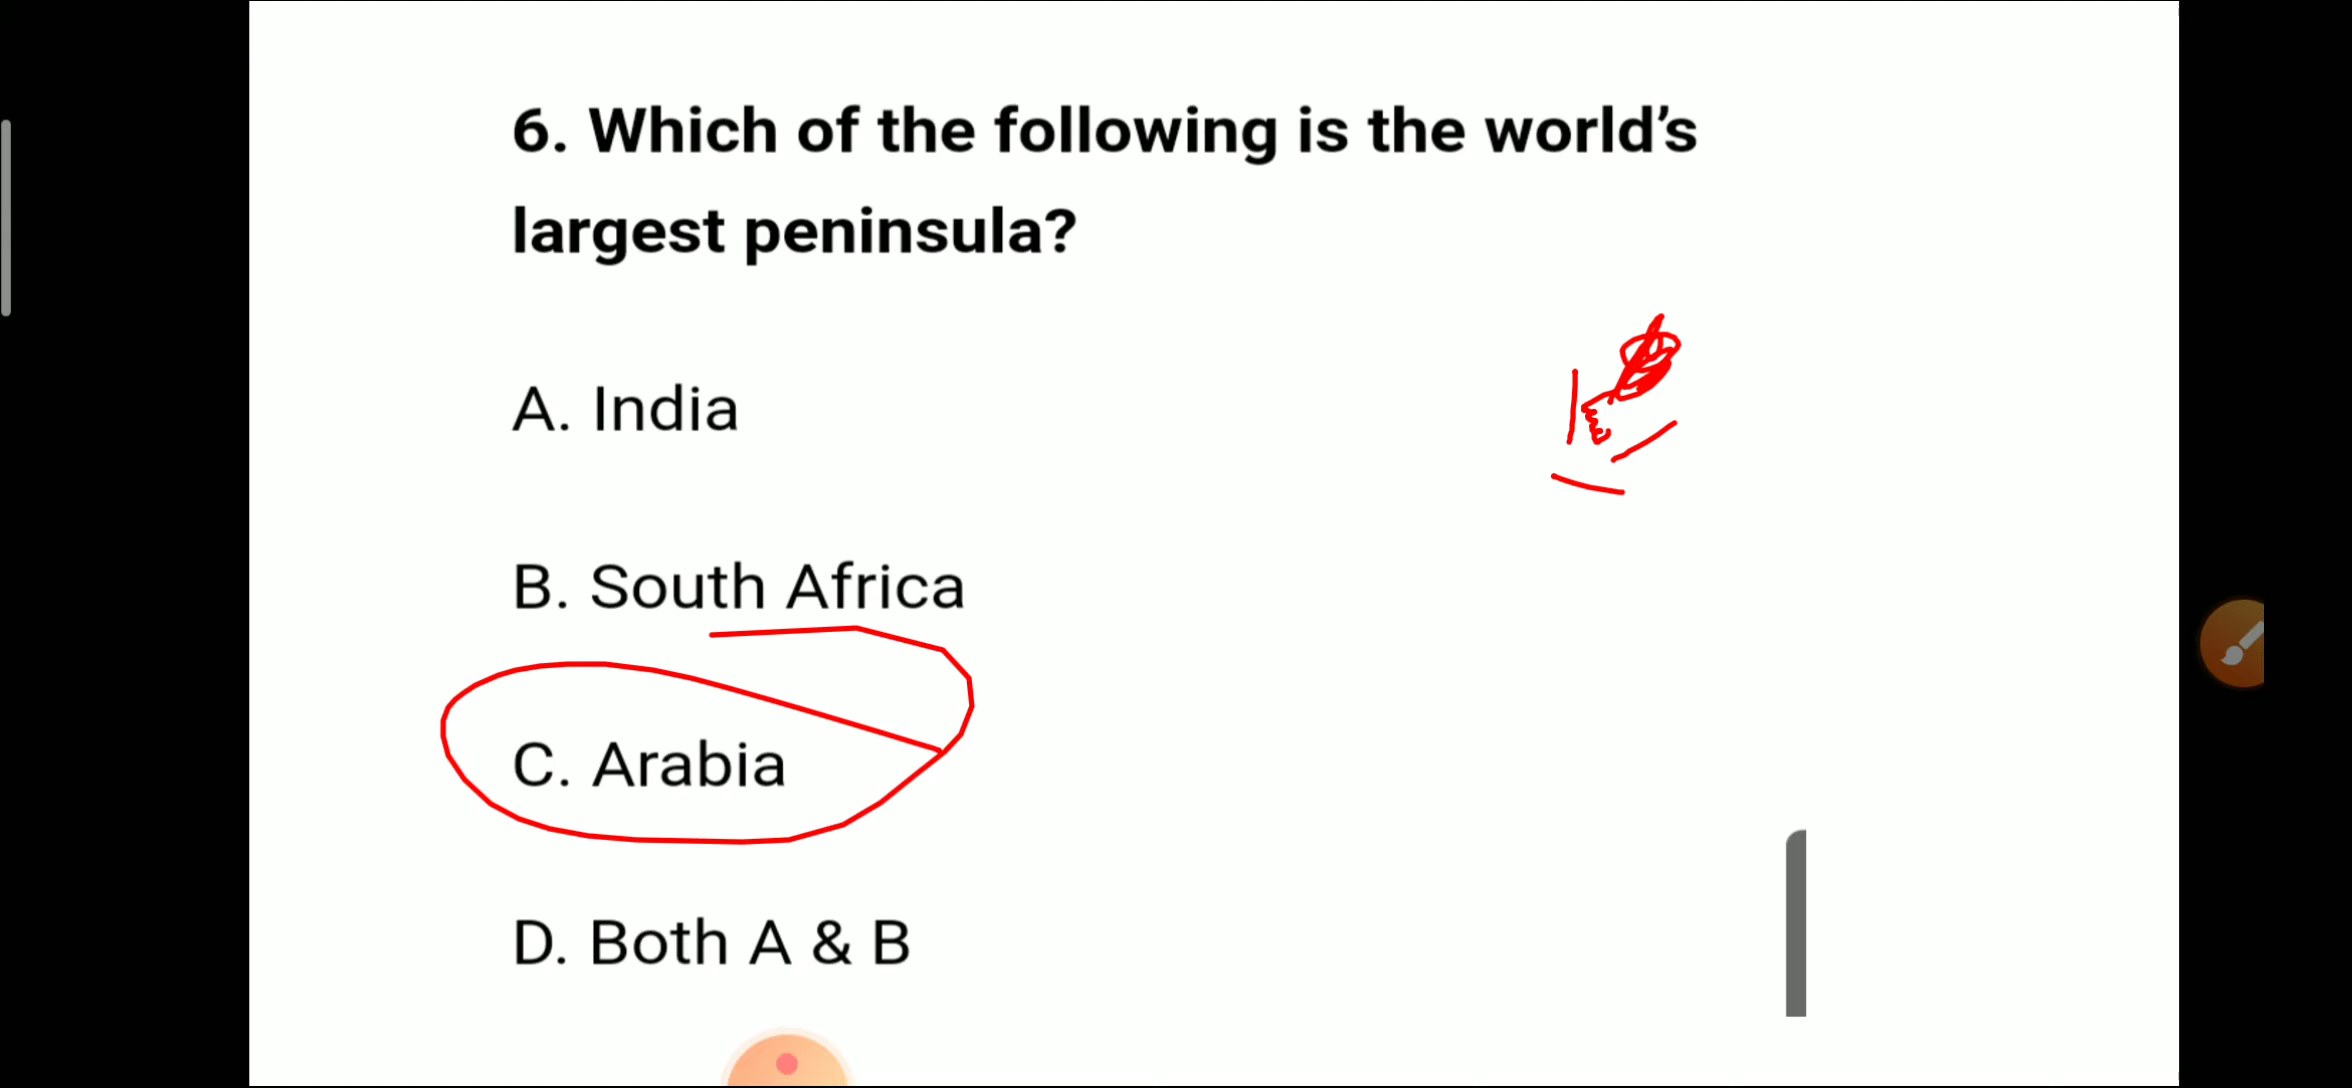 6. Which of the following is the world’s
largest peninsula?
A. India
B. South Africa
C. Arabia
D. Both A & B